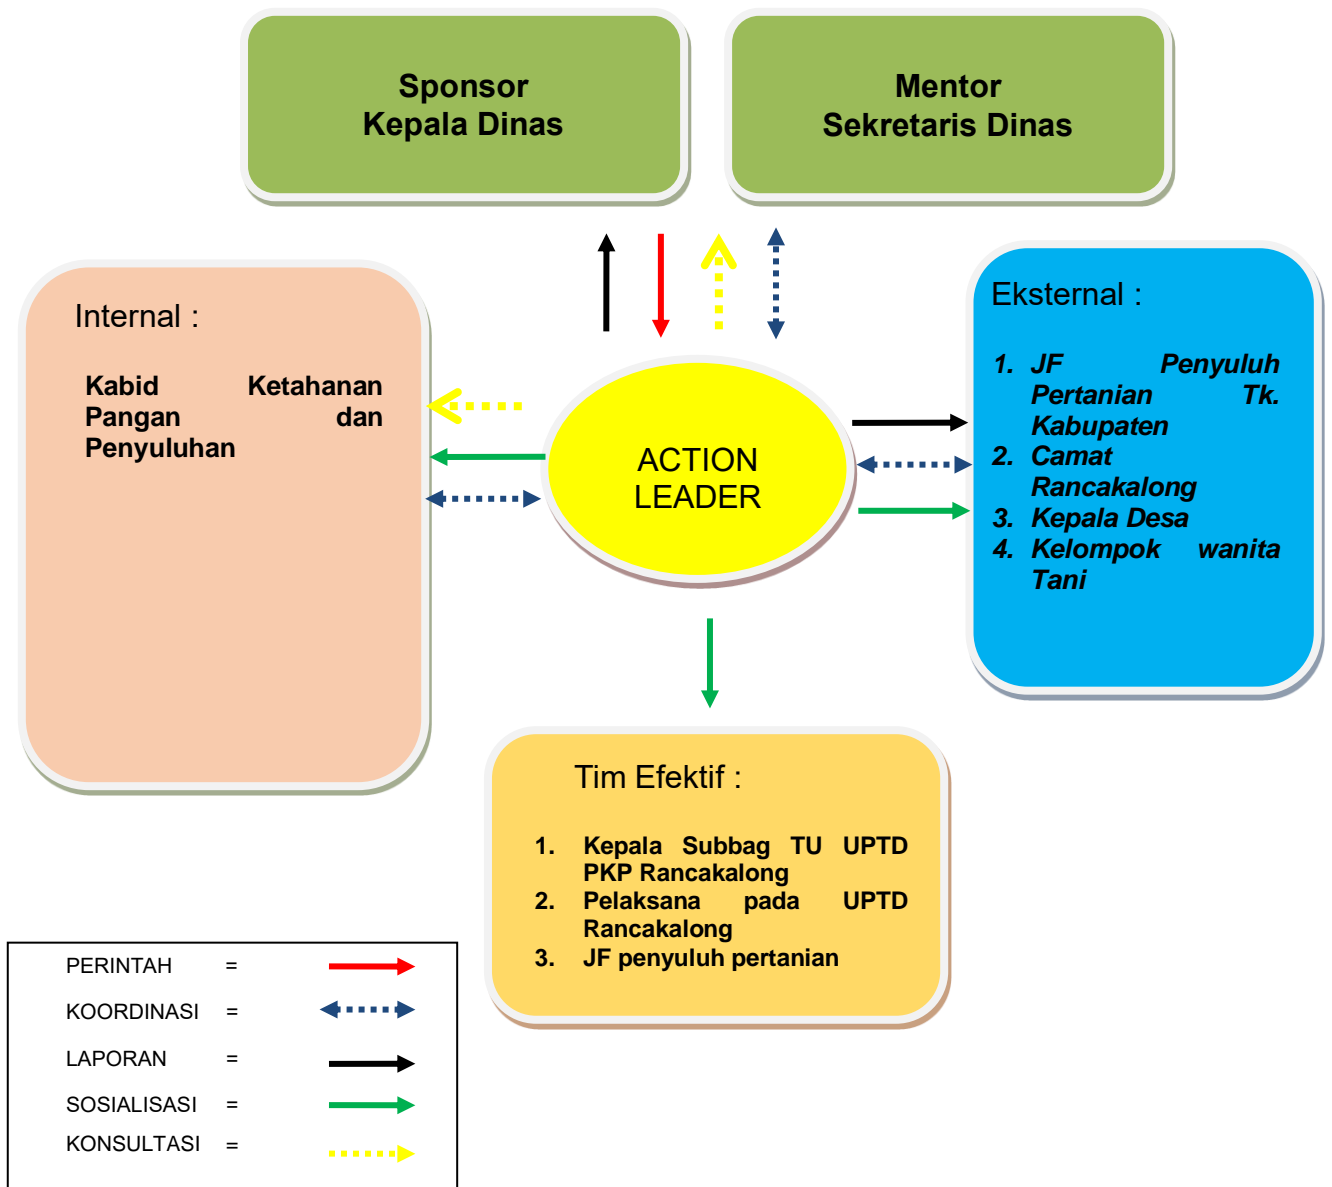 Sponsor
Kepala Dinas
Mentor
Sekretaris Dinas
Internal :
Kabid Ketahanan
Pangan dan
Penyuluhan
ACTION
LEADER
Eksternal :
1. JF Penyuluh
Pertanian Tk.
Kabupaten
2. Camat
Rancakalong
3. Kepala Desa
4. Kelompok wanita
Tani
Tim Efektif :
1. Kepala Subbag TU UPTD
PKP Rancakalong
2. Pelaksana pada UPTD
Rancakalong
3. JF penyuluh pertanian
PERINTAH =
KOORDINASI =
LAPORAN =
SOSIALISASI =
KONSULTASI =